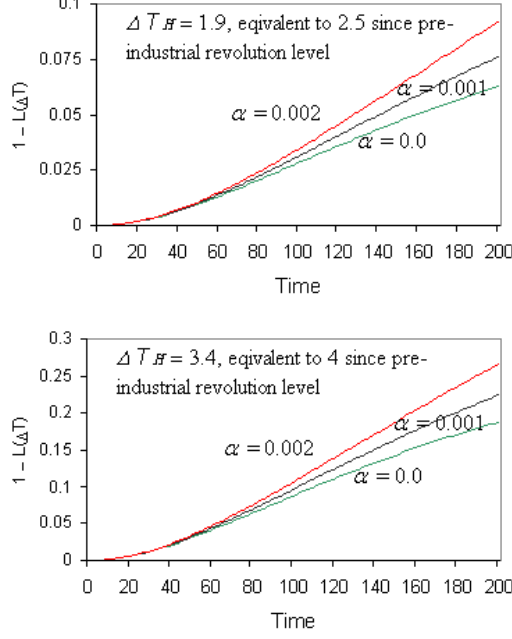 0.1
Δ T H = 1.9, eqivalent to 2.5 since pre-
industrial revolution level
0.075
α = 0.001
α = 0.002
0.05
α = 0.0
0.025
0
1 – L(ΔT)
0 20 40 60 80 100 120 140 160 180 200
Time
0.3
Δ T H = 3.4, eqivalent to 4 since pre-
industrial revolution level
0.25
0.2
α = 0.001
α = 0.002
0.15
α = 0.0
0.1
0.05
0
1 – L(ΔT)
0 20 40 60 80 100 120 140 160 180 200
Time